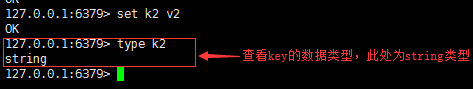 127.0.0.1:6379> set k2 v2
OK
127.0.0.1:6379> type k2
string
查看key的数据类型，此处为string类型
127.0.0.1:6379>